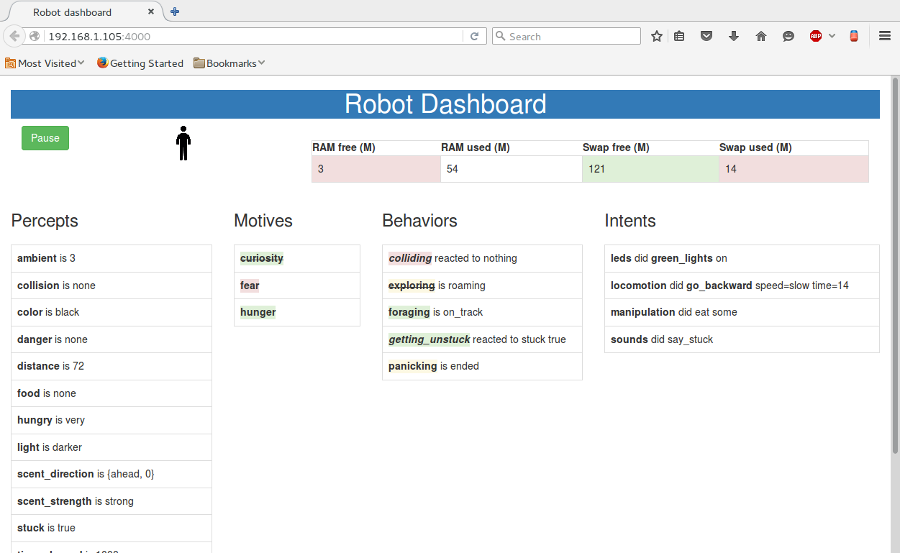 Robot dashboard
192.168.1.105:4000
Search
ABP
Most Visited
Getting Started
Bookmarks
Robot Dashboard
Pause
RAM free (M) RAM used (M) Swap free (M) Swap used (M)
3 54 121 14
Percepts
ambient is 3
collision is none
color is black
danger is none
distance is 72
food is none
hungry is very
light is darker
scent_direction is {ahead, 0}
scent_strength is strong
stuck is true
Motives
curiosity
fear
hunger
Behaviors
colliding reacted to nothing
exploring is roaming
foraging is on_track
getting_unstuck reacted to stuck true
panicking is ended
Intents
leds did green_lights on
locomotion did go_backward speed=slow time=14
manipulation did eat some
sounds did say_stuck